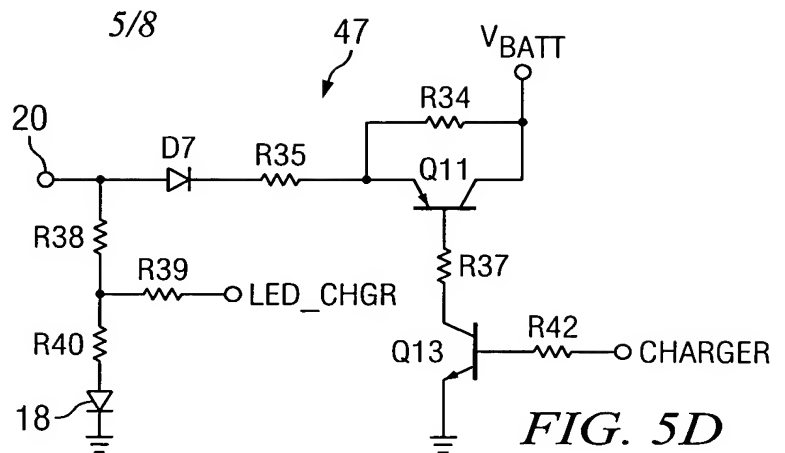 5/8
47
VBATT
20
D7
R35
R34
Q11
R38
R39
LED_CHGR
R37
R40
Q13
R42
CHARGER
18
FIG. 5D